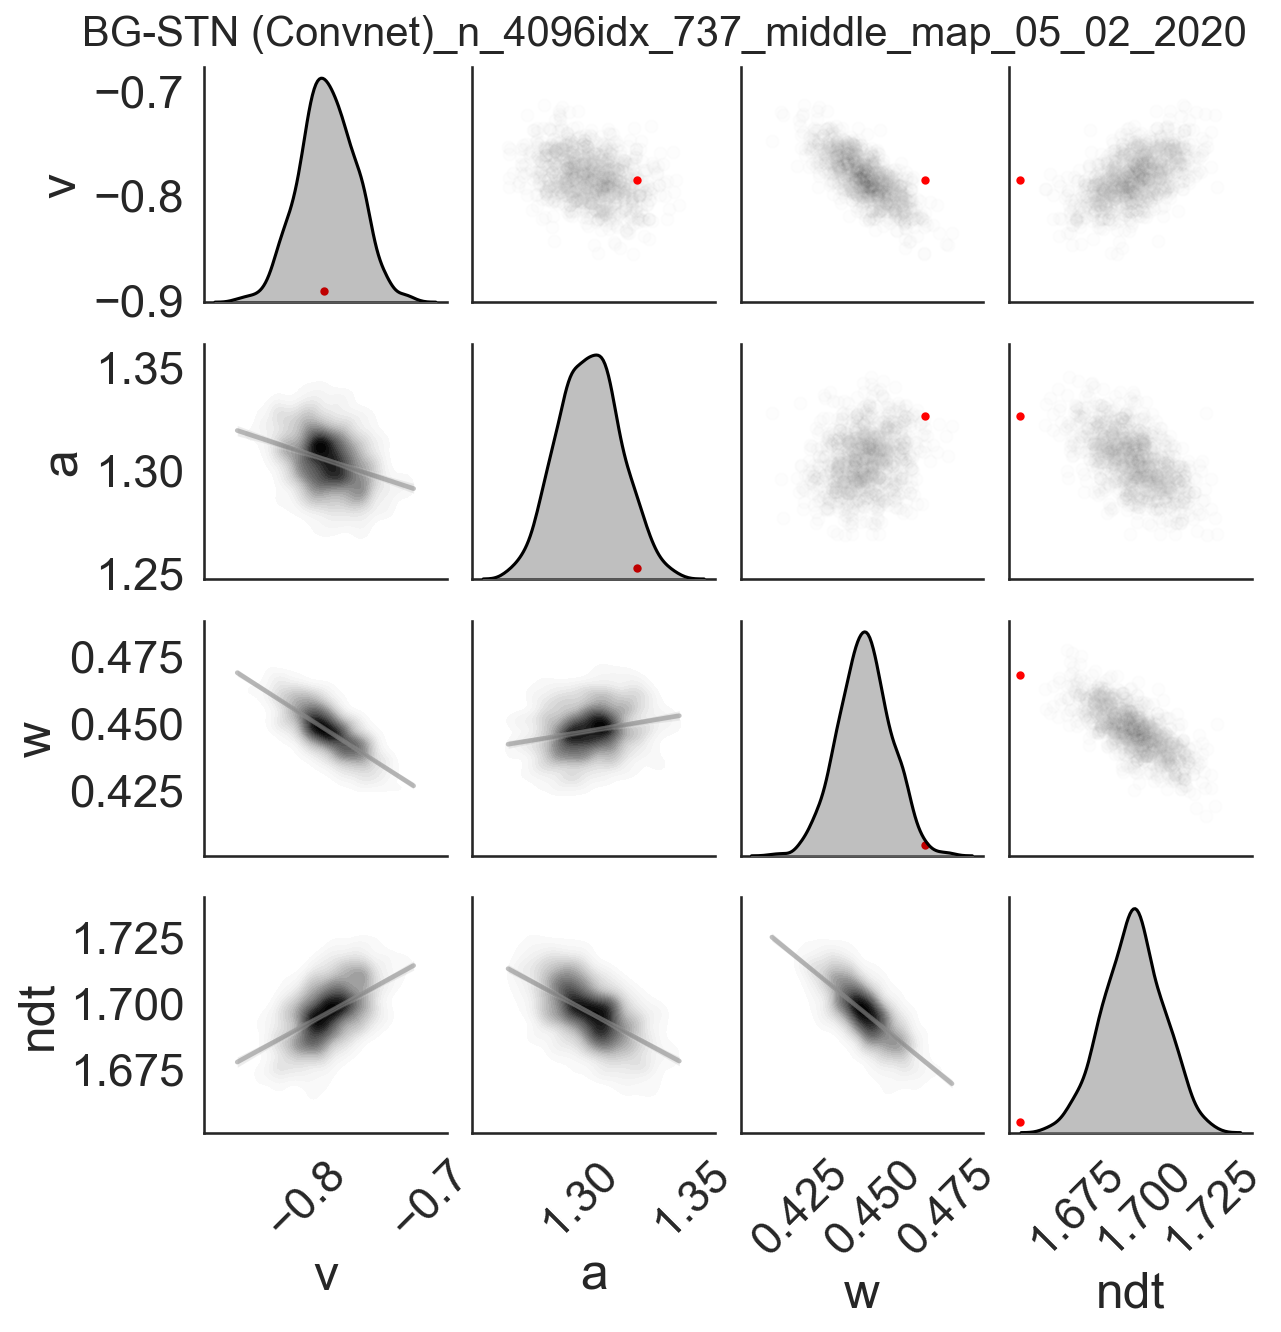 BG-STN (Convnet)_n_4096idx_737_middle_map_05_02_2020
−0.7
−0.8
−0.9
v
1.35
1.30
1.25
a
0.475
0.450
0.425
w
1.725
1.700
1.675
ndt
−0.8 −0.7 1.30 1.35 0.425 0.450 0.475 1.675 1.700 1.725
v a w ndt